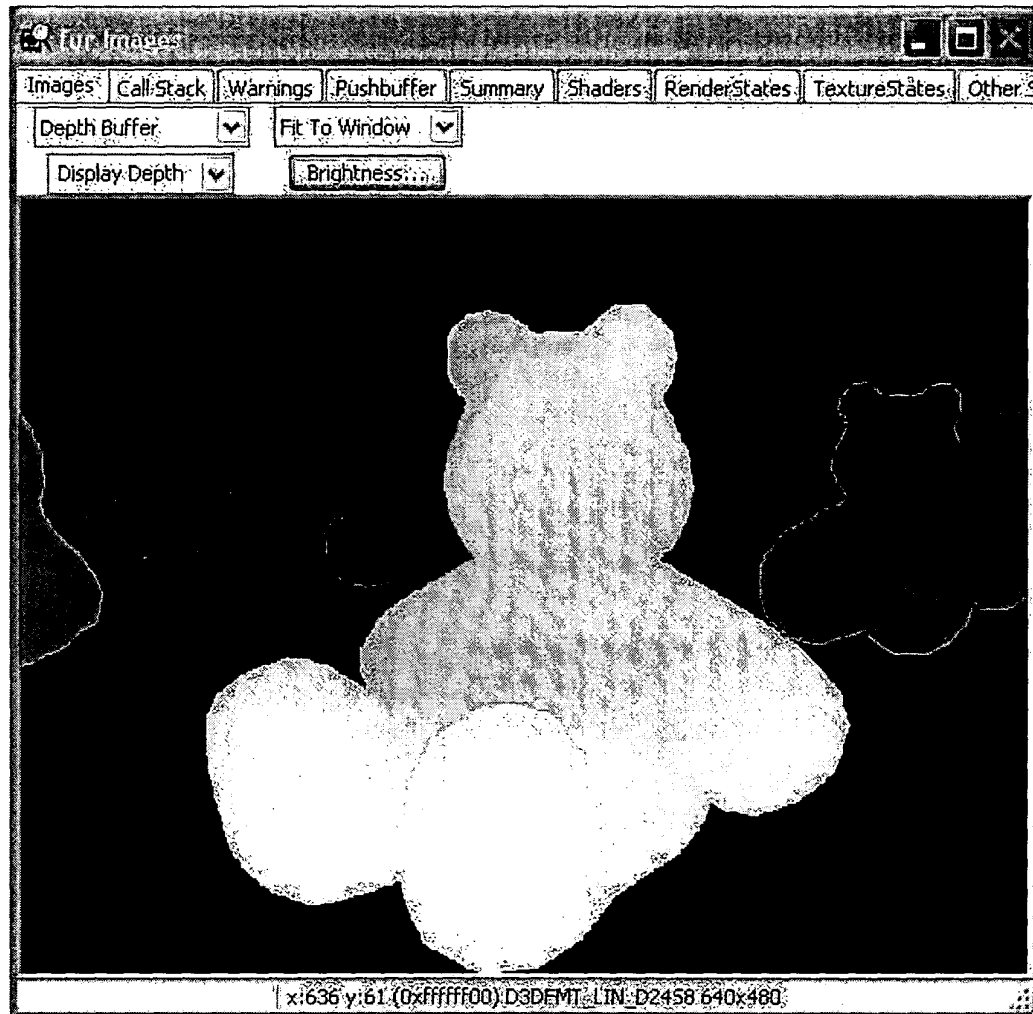 fur Images
Images Call Stack Warnings Pushbuffer Summary Shaders RenderStates TextureStates Other
Depth Buffer Fit To Window
Display Depth Brightness...
x:636 y:61 (0xffffff00) D3DFMT_LIN_D24S8 640x480